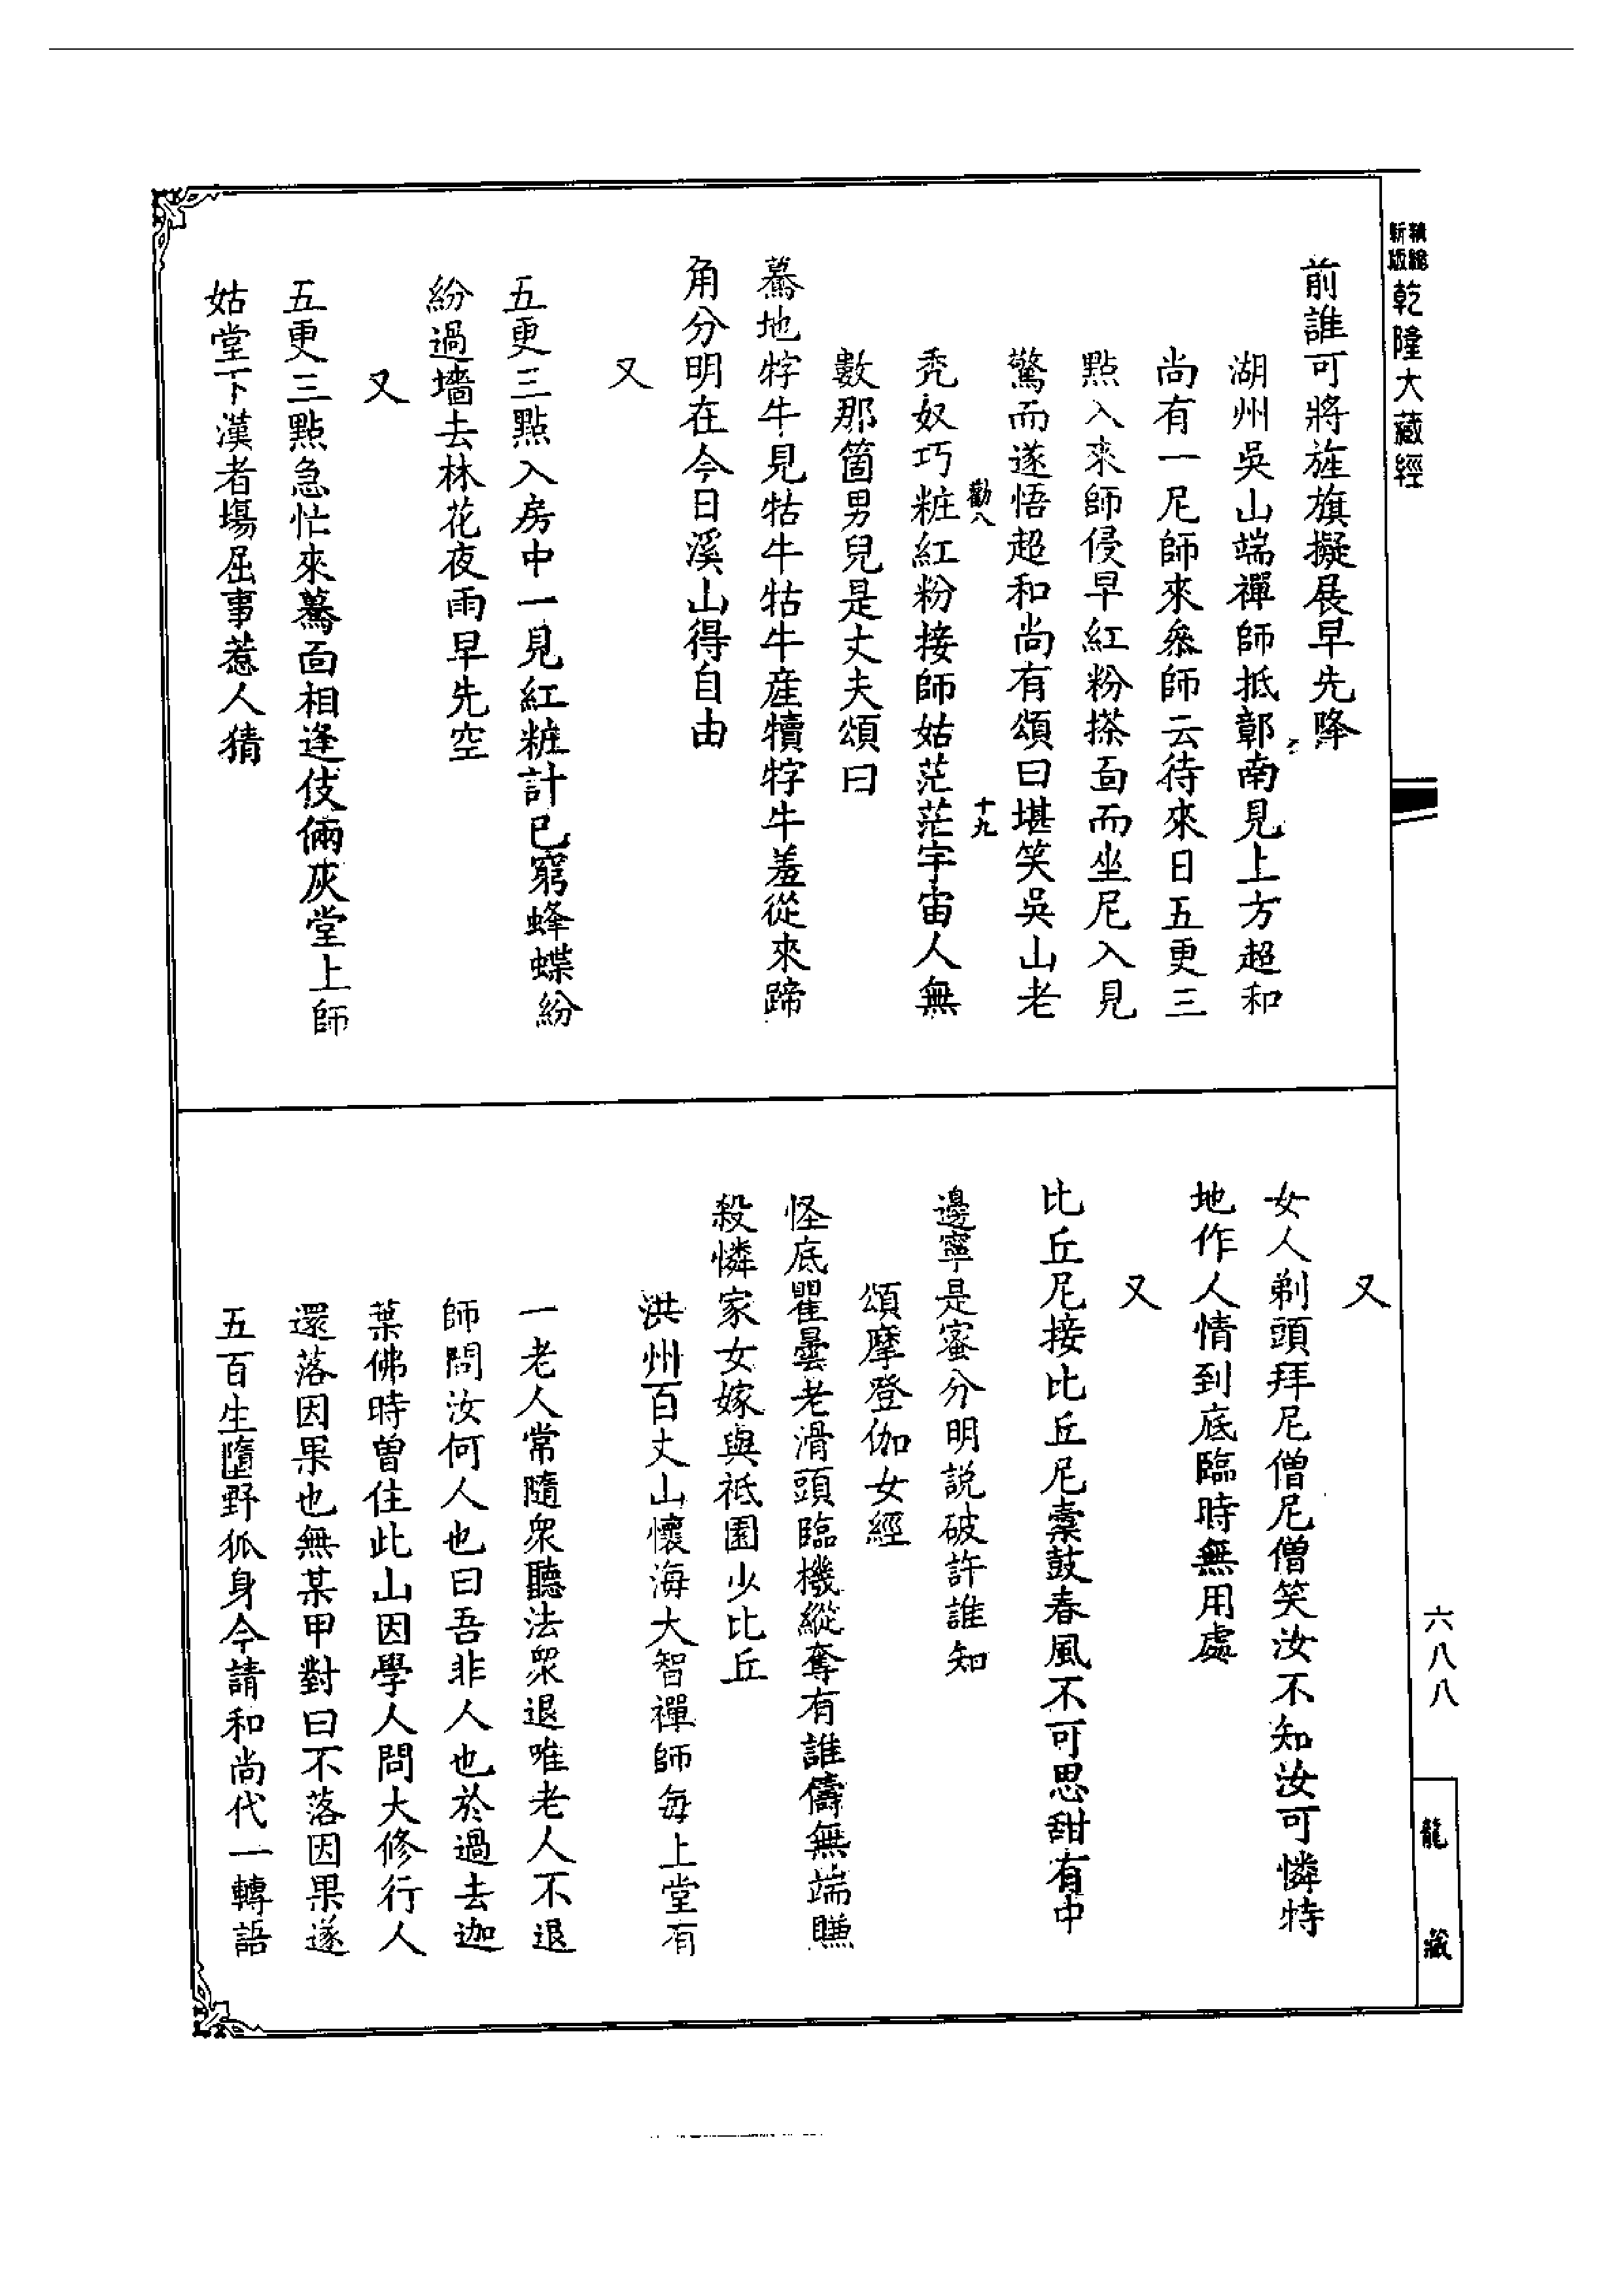 新版 乾隆大藏經
前誰可將旌旗擬展早先降
湖州吳山端禪師抵鄣南見上方超和
尚有一尼師來叅師云待來日五更三
點入來師侵早紅粉搽面而坐尼入見
驚而遂悟超和尚有頌曰堪笑吳山老
勸八 十九
禿奴巧粧紅粉接師姑茫茫宇宙人無
數那箇男兒是丈夫頌曰
驀地牸牛見牯牛牯牛産犢牸牛羞從來蹄
角分明在今日溪山得自由
又
五更三點入房中一見紅粧計已窮蜂蝶紛
紛過墻去林花夜雨早先空
又
五更三點急忙來驀面相逢伎倆灰堂上師
姑堂下漢者塲屈事惹人猜
又
女人剃頭拜尼僧尼僧笑汝不知汝可憐特
地作人情到底臨時無用處
又
比丘尼接比丘尼橐鼓春風不可思甜有中
邊寧是蜜分明説破許誰知
頌摩登伽女經
怪底瞿曇老滑頭臨機縱奪有誰儔無端賺
殺憐家女嫁與祇園少比丘
洪州百丈山懷海大智禪師每上堂有
一老人常隨衆聽法衆退唯老人不退
師問汝何人也曰吾非人也於過去迦
葉佛時曾住此山因學人問大修行人
還落因果也無某甲對曰不落因果遂
五百生墮野狐身今請和尚代一轉語
六八八
龍藏